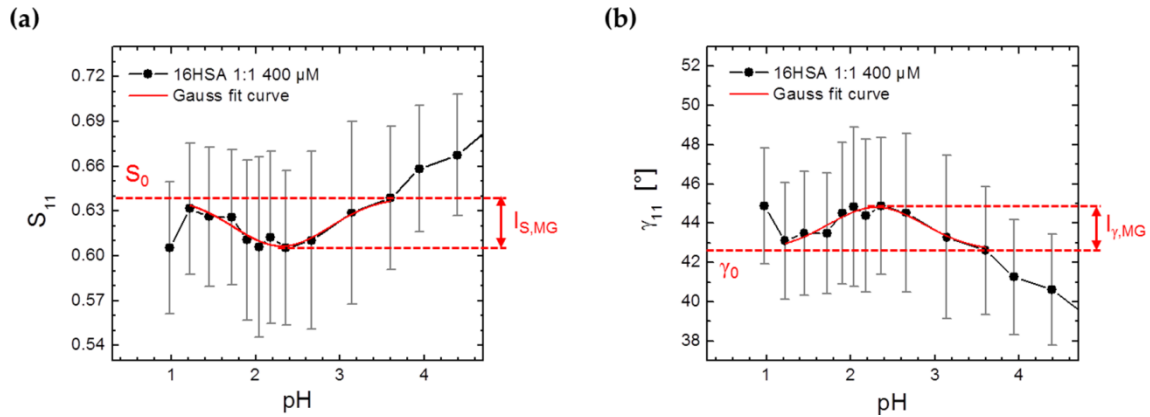 (a)
0.72
0.69
0.66
0.63
0.60
0.57
0.54
S₁₁
16HSA 1:1 400 µM
Gauss fit curve
S₀
I_S,MG
1 2 3 4
pH
(b)
52
50
48
46
44
42
40
38
γ₁₁ [°]
16HSA 1:1 400 µM
Gauss fit curve
γ₀
I_γ,MG
1 2 3 4
pH